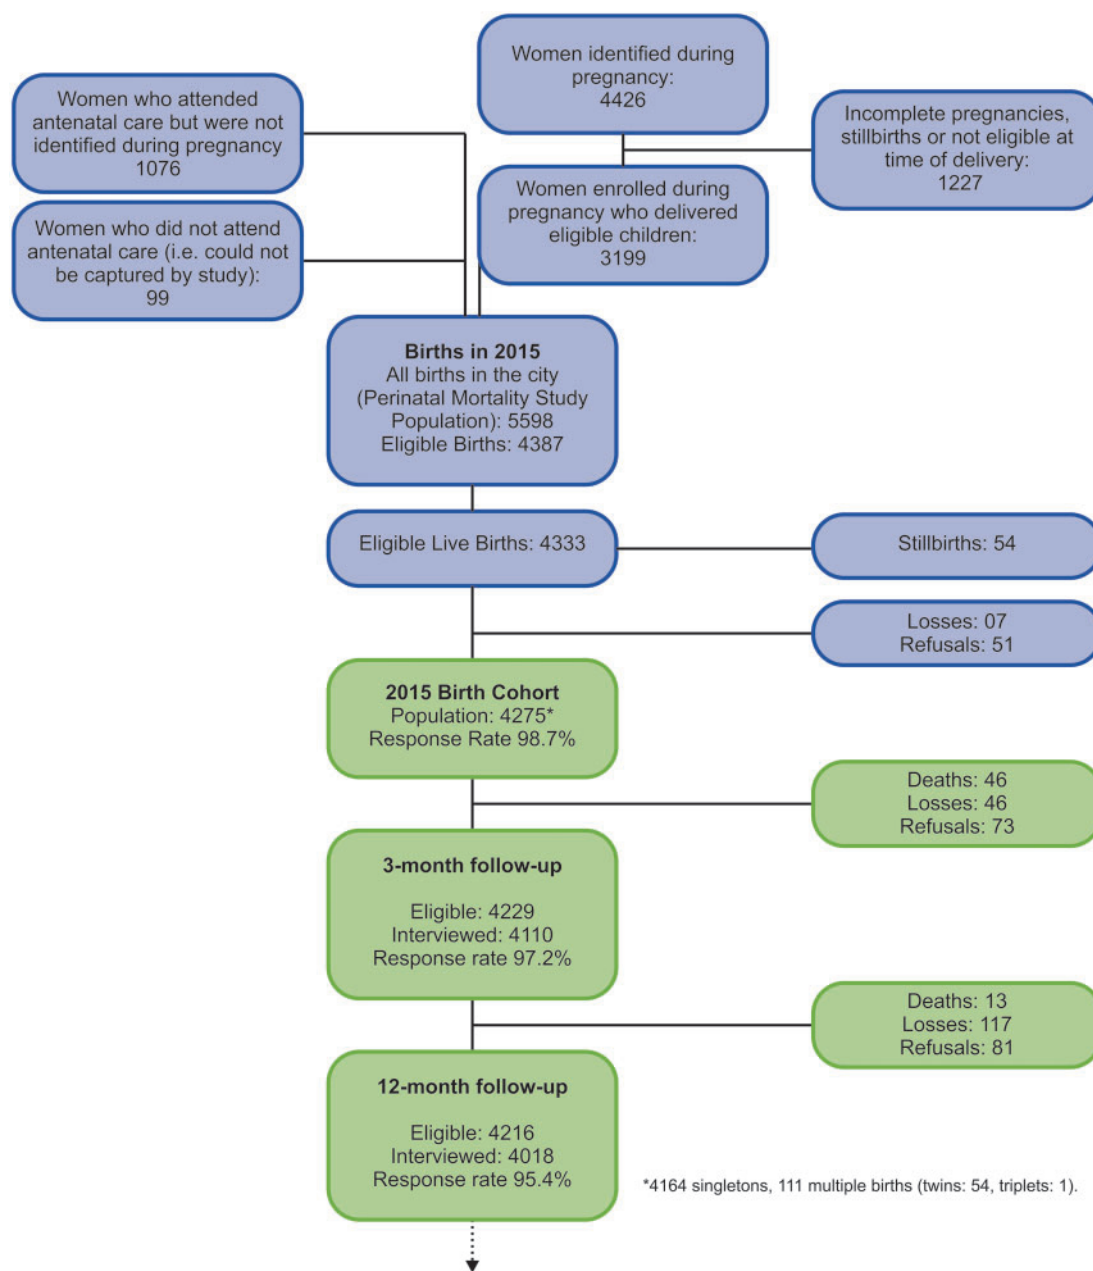 Women identified during
pregnancy:
4426
Women who attended
antenatal care but were not
identified during pregnancy
1076
Incomplete pregnancies,
stillbirths or not eligible at
time of delivery:
1227
Women enrolled during
pregnancy who delivered
eligible children:
3199
Women who did not attend
antenatal care (i.e. could not
be captured by study):
99
Births in 2015
All births in the city
(Perinatal Mortality Study
Population): 5598
Eligible Births: 4387
Eligible Live Births: 4333
Stillbirths: 54
Losses: 07
Refusals: 51
2015 Birth Cohort
Population: 4275*
Response Rate 98.7%
Deaths: 46
Losses: 46
Refusals: 73
3-month follow-up
Eligible: 4229
Interviewed: 4110
Response rate 97.2%
Deaths: 13
Losses: 117
Refusals: 81
12-month follow-up
Eligible: 4216
Interviewed: 4018
Response rate 95.4%
*4164 singletons, 111 multiple births (twins: 54, triplets: 1).